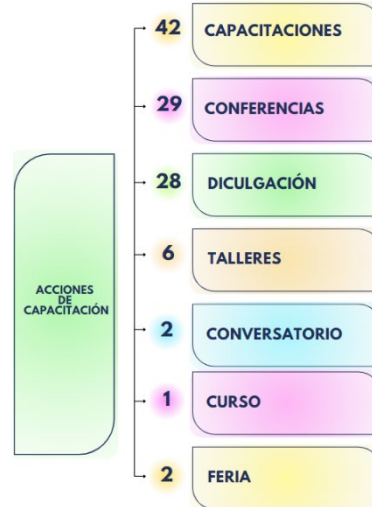 42 CAPACITACIONES
29 CONFERENCIAS
28 DICULGACIÓN
6 TALLERES
ACCIONES
DE
CAPACITACIÓN
2 CONVERSATORIO
1 CURSO
2 FERIA